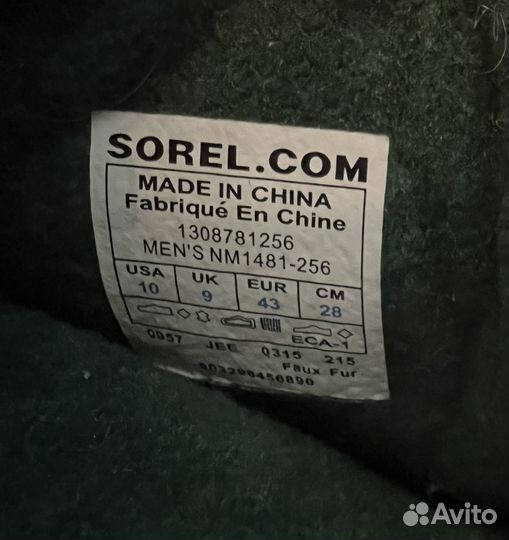 SOREL.COM
MADE IN CHINA
Fabriqué En Chine
1308781256
MEN'S NM1481-256
USA UK EUR CM
10 9 43 28
ECA-1
0957 JEE 0315 215
Faux Fur
Avito